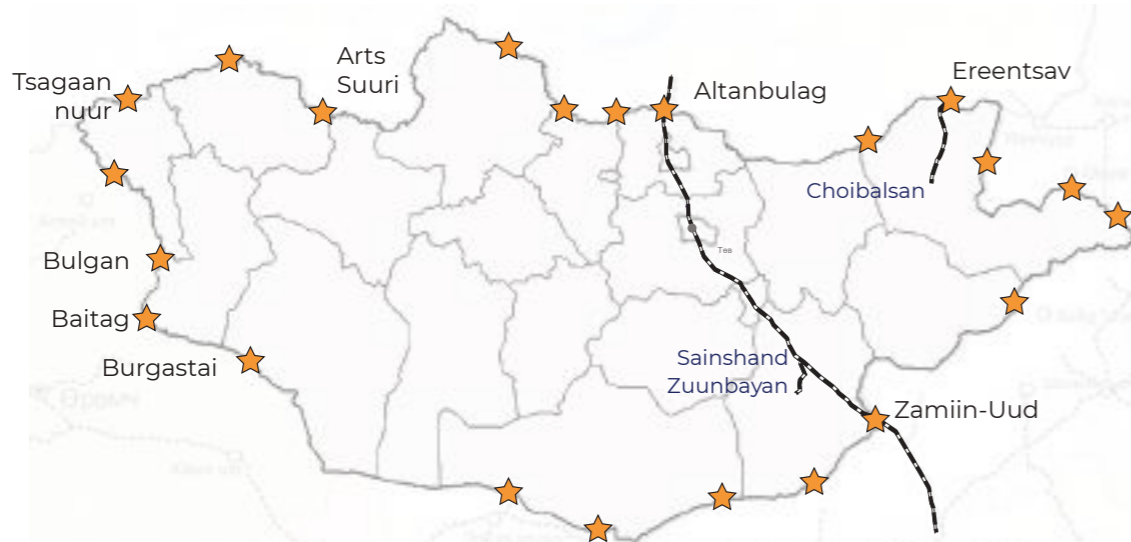 Arts
Suuri
Tsagaan
nuur
Altanbulag
Ereentsav
Choibalsan
Bulgan
Baitag
Burgastai
Sainshand
Zuunbayan
Zamiin-Uud